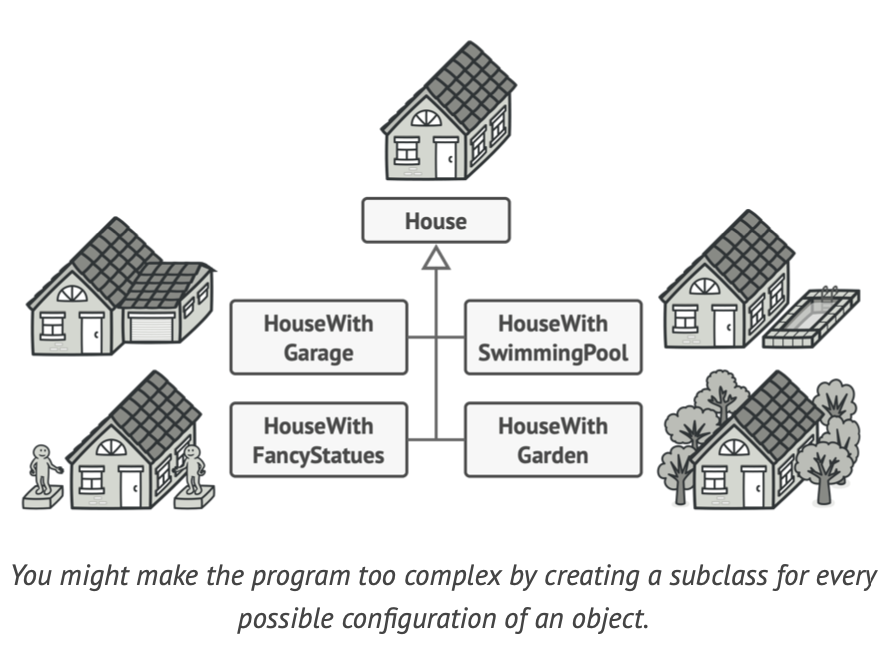 House
HouseWith
Garage
HouseWith
SwimmingPool
HouseWith
FancyStatues
HouseWith
Garden
You might make the program too complex by creating a subclass for every
possible configuration of an object.